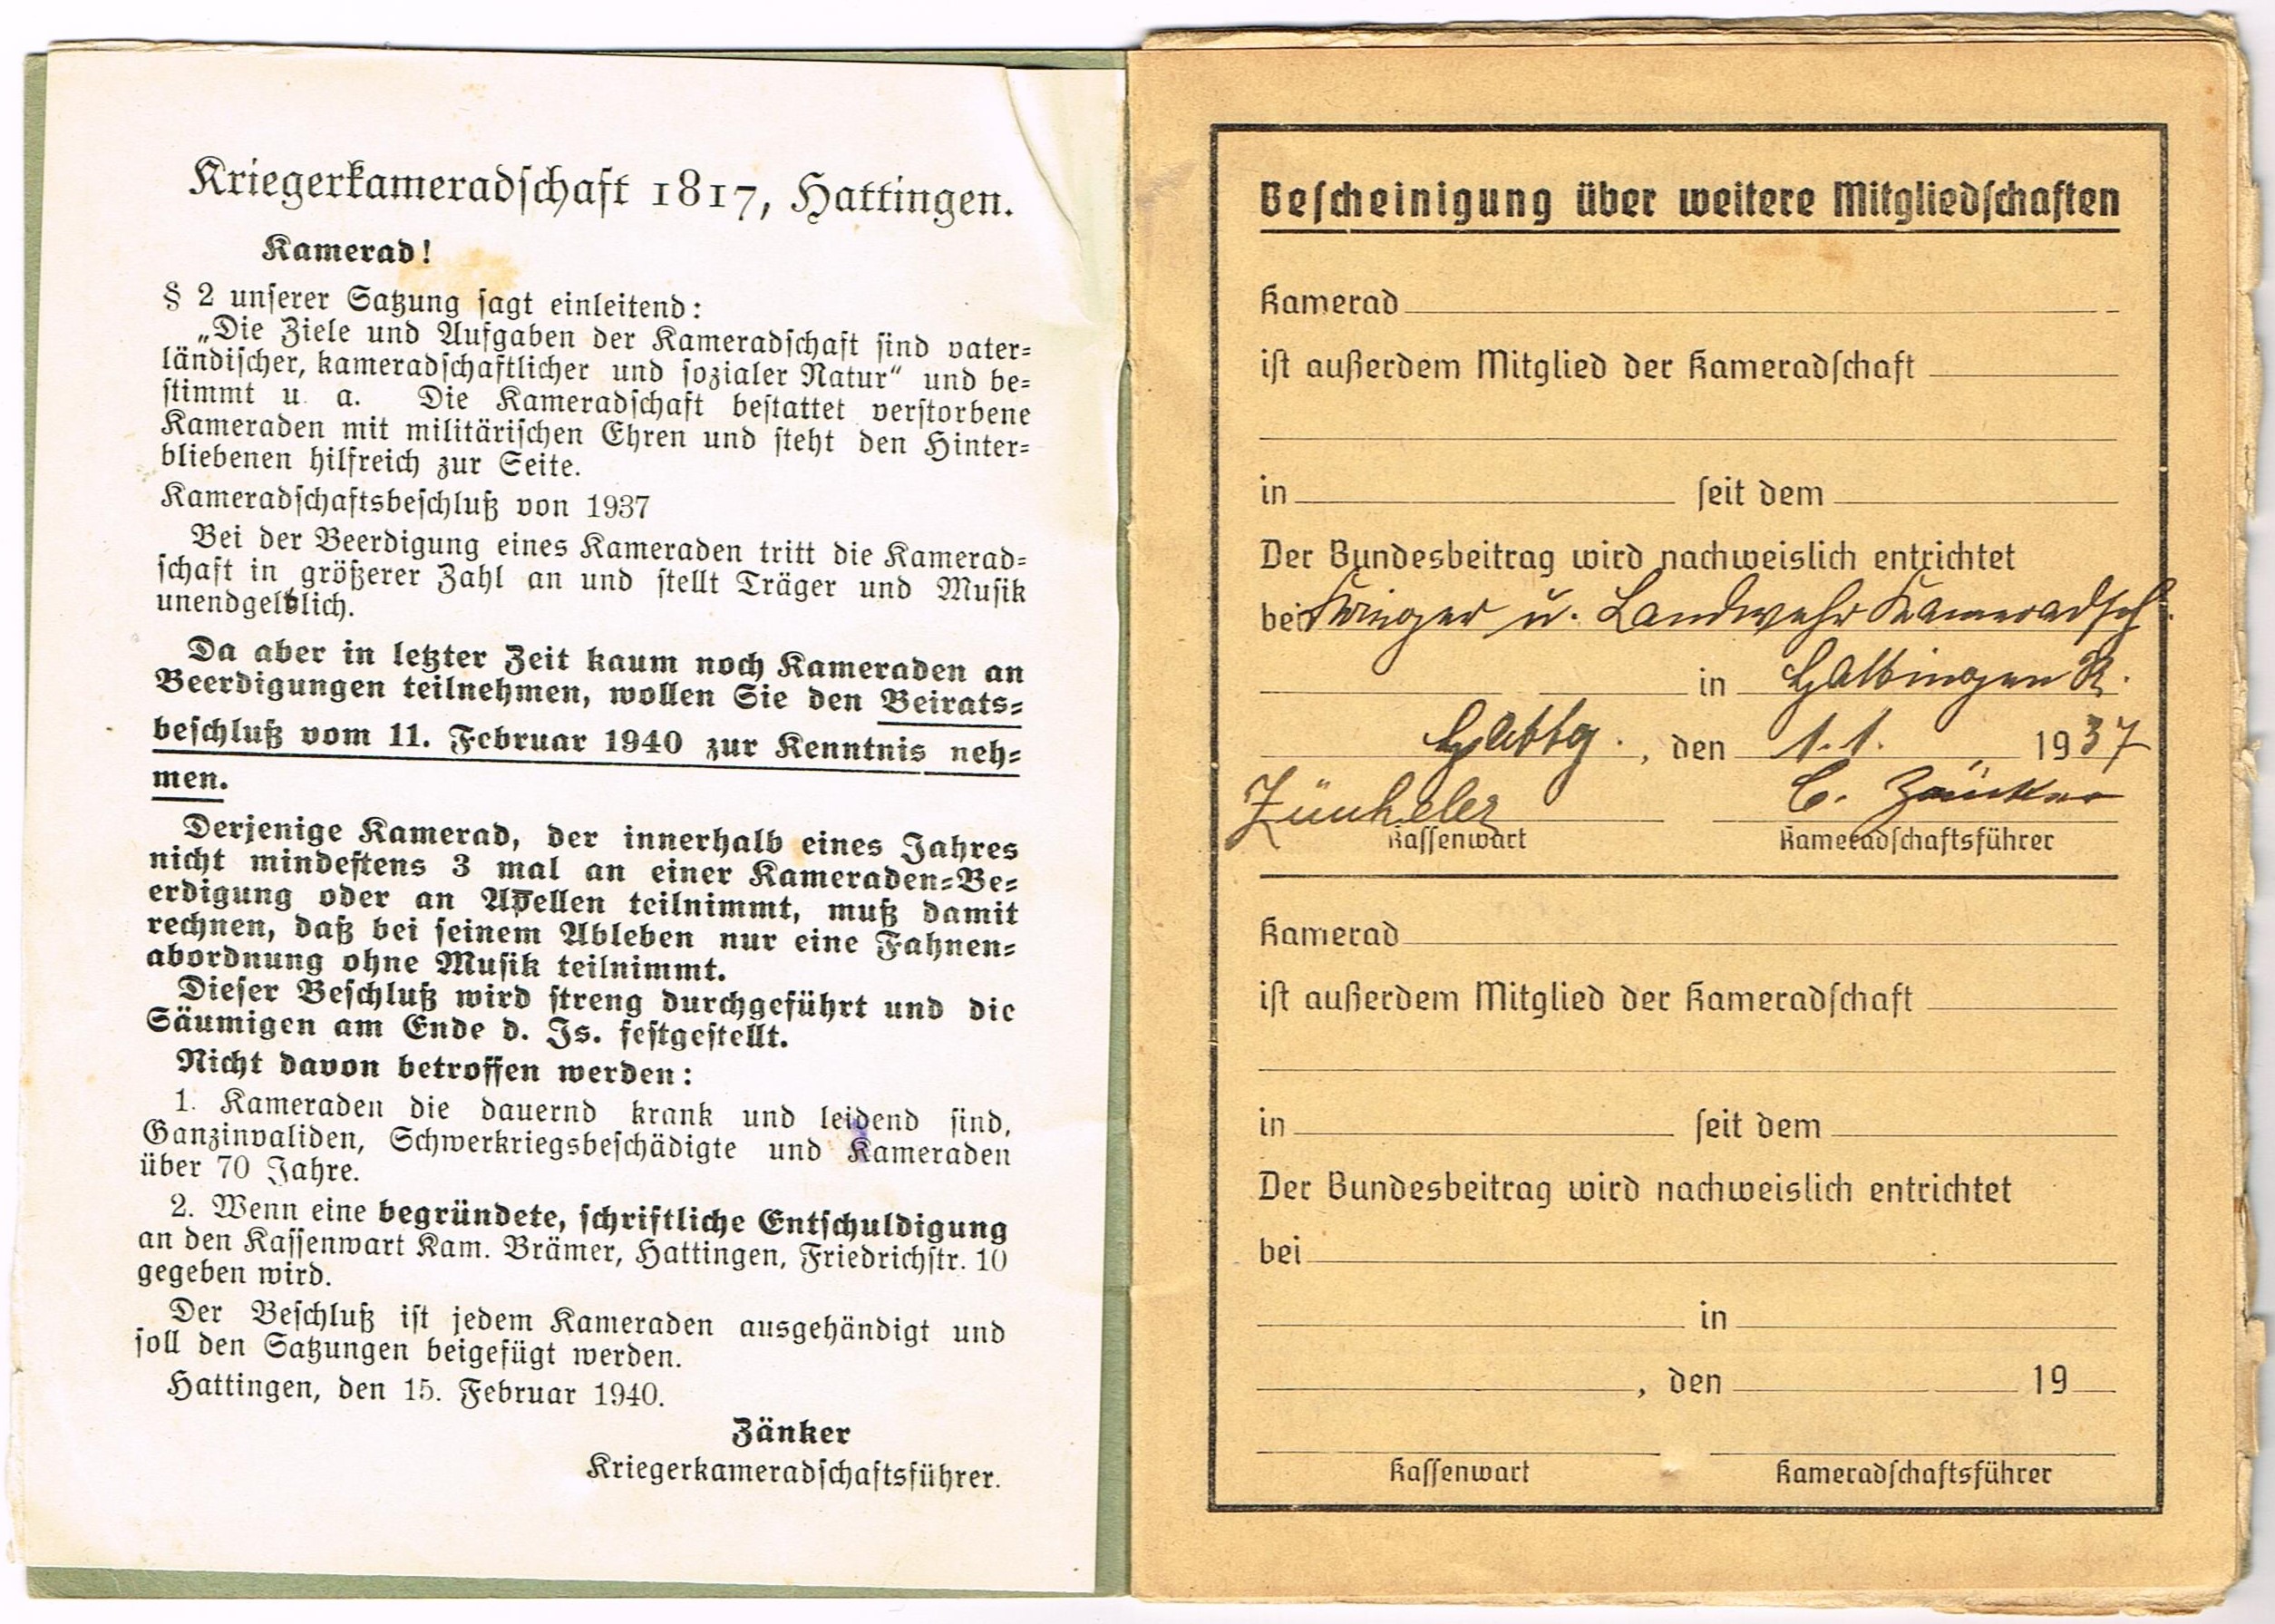 Kriegerkameradschaft 1817, Hattingen.
Kamerad!
§ 2 unserer Satzung sagt einleitend:
„Die Ziele und Aufgaben der Kameradschaft sind vater-
ländischer, kameradschaftlicher und sozialer Natur“ und be-
stimmt u. a. Die Kameradschaft bestattet verstorbene
Kameraden mit militärischen Ehren und steht den Hinter-
bliebenen hilfreich zur Seite.
Kameradschaftsbeschluß von 1937
Bei der Beerdigung eines Kameraden tritt die Kamerad-
schaft in größerer Zahl an und stellt Träger und Musik
unendgeltlich.
Da aber in letzter Zeit kaum noch Kameraden an
Beerdigungen teilnehmen, wollen Sie den Beirats-
beschluß vom 11. Februar 1940 zur Kenntnis neh-
men.
Derjenige Kamerad, der innerhalb eines Jahres
nicht mindestens 3 mal an einer Kameraden-Be-
erdigung oder an Apellen teilnimmt, muß damit
rechnen, daß bei seinem Ableben nur eine Fahnen-
abordnung ohne Musik teilnimmt.
Dieser Beschluß wird streng durchgeführt und die
Säumigen am Ende d. Js. festgestellt.
Nicht davon betroffen werden:
1. Kameraden die dauernd krank und leidend sind,
Ganzinvaliden, Schwerkriegsbeschädigte und Kameraden
über 70 Jahre.
2. Wenn eine begründete, schriftliche Entschuldigung
an den Kassenwart Kam. Brämer, Hattingen, Friedrichstr. 10
gegeben wird.
Der Beschluß ist jedem Kameraden ausgehändigt und
soll den Satzungen beigefügt werden.
Hattingen, den 15. Februar 1940.
Zänker
Kriegerkameradschaftsführer.
Bescheinigung über weitere Mitgliedschaften
Kamerad
ist außerdem Mitglied der Kameradschaft
in seit dem
Der Bundesbeitrag wird nachweislich entrichtet
bei Krieger u. Landwehr Kameradsch.
in Hattingen R.
Hattg., den 1.1. 1937
C. Zänker
Kassenwart Kameradschaftsführer
Kamerad
ist außerdem Mitglied der Kameradschaft
in seit dem
Der Bundesbeitrag wird nachweislich entrichtet
bei
in
, den 19
Kassenwart Kameradschaftsführer